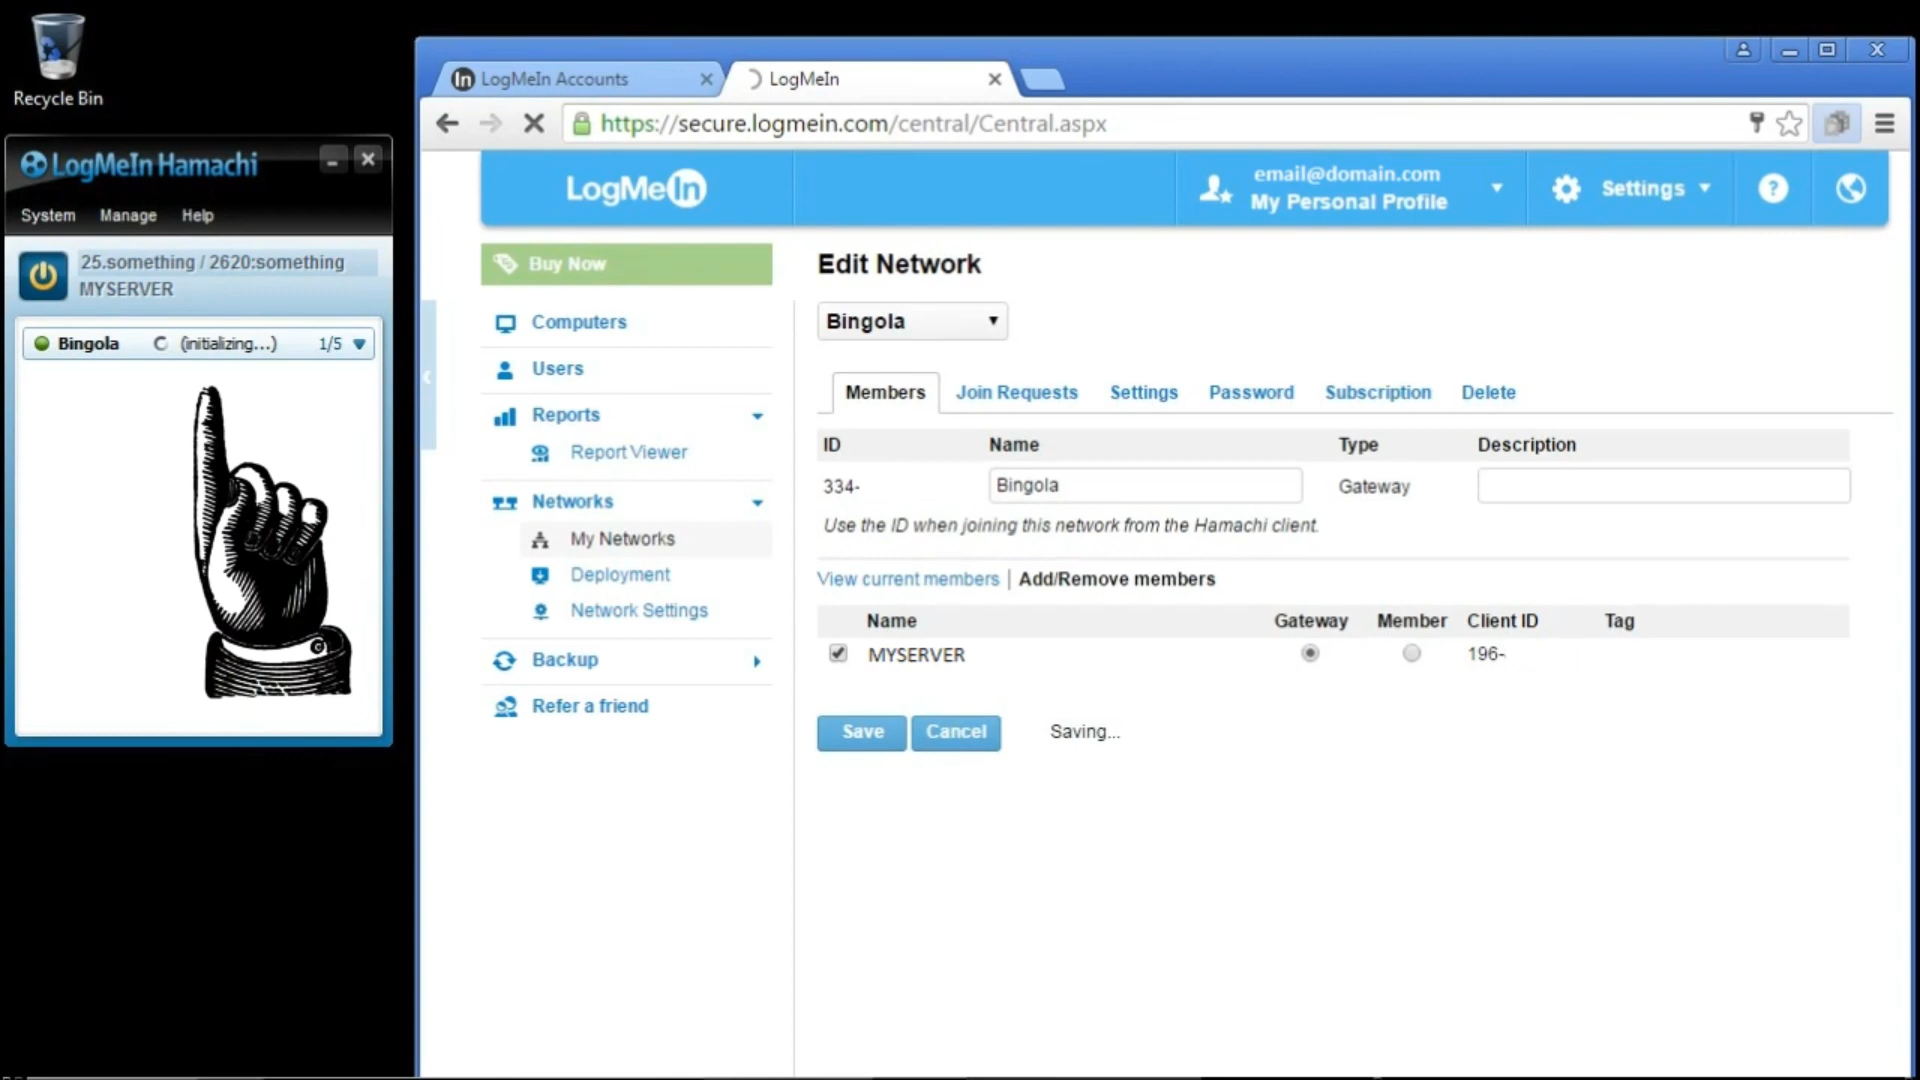 Recycle Bin
LogMeIn Hamachi
System Manage Help
25.something / 2620:something
MYSERVER
Bingola (initializing...) 1/5
in LogMeIn Accounts
LogMeIn
https://secure.logmein.com/central/Central.aspx
LogMeIn
email@domain.com
My Personal Profile
Settings
?
Buy Now
Computers
Users
Reports
Report Viewer
Networks
My Networks
Deployment
Network Settings
Backup
Refer a friend
Edit Network
Bingola
Members Join Requests Settings Password Subscription Delete
ID Name Type Description
334- Bingola Gateway
Use the ID when joining this network from the Hamachi client.
View current members | Add/Remove members
Name Gateway Member Client ID Tag
MYSERVER 196-
Save Cancel Saving...